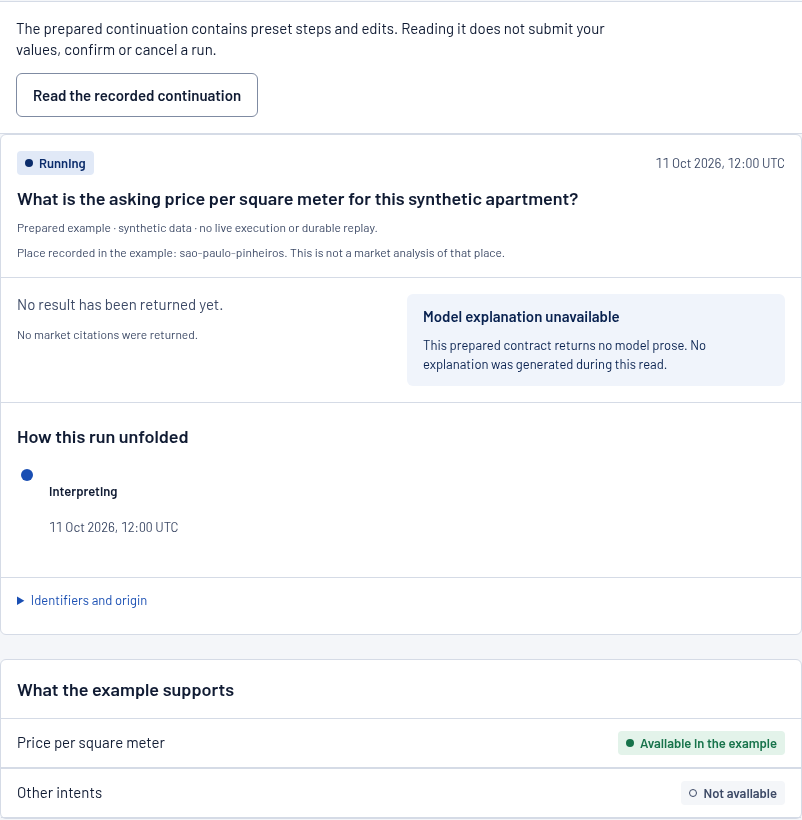 The prepared continuation contains preset steps and edits. Reading it does not submit your
values, confirm or cancel a run.
Read the recorded continuation
Running
11 Oct 2026, 12:00 UTC
What is the asking price per square meter for this synthetic apartment?
Prepared example · synthetic data · no live execution or durable replay.
Place recorded in the example: sao-paulo-pinheiros. This is not a market analysis of that place.
No result has been returned yet.
No market citations were returned.
Model explanation unavailable
This prepared contract returns no model prose. No
explanation was generated during this read.
How this run unfolded
Interpreting
11 Oct 2026, 12:00 UTC
Identifiers and origin
What the example supports
Price per square meter
Available in the example
Other intents
Not available